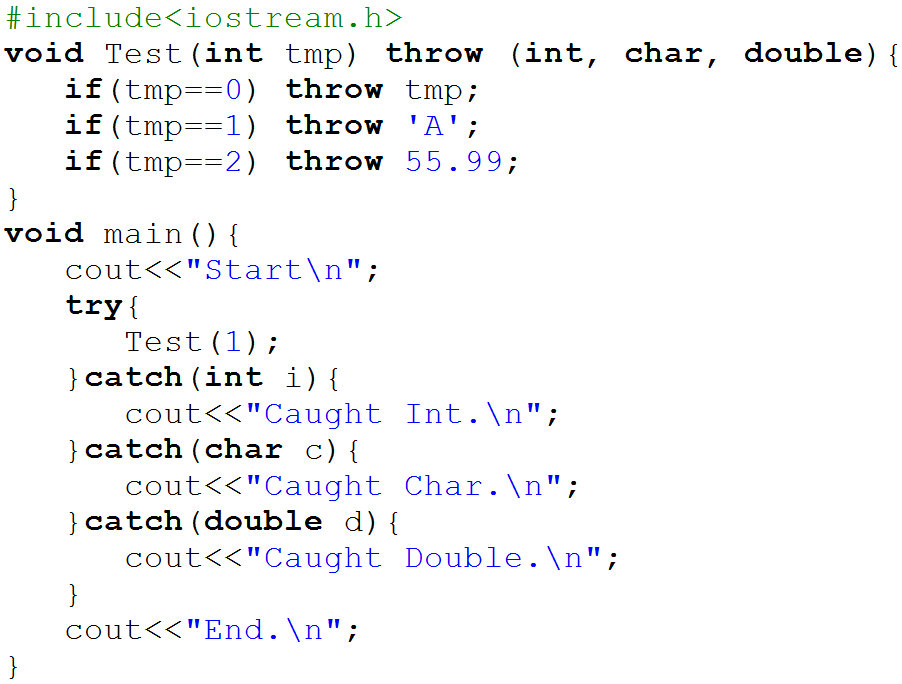 #include<iostream.h>
void Test(int tmp) throw (int, char, double){
   if(tmp==0) throw tmp;
   if(tmp==1) throw 'A';
   if(tmp==2) throw 55.99;
}
void main(){
   cout<<"Start\n";
   try{
      Test(1);
   }catch(int i){
      cout<<"Caught Int.\n";
   }catch(char c){
      cout<<"Caught Char.\n";
   }catch(double d){
      cout<<"Caught Double.\n";
   }
   cout<<"End.\n";
}